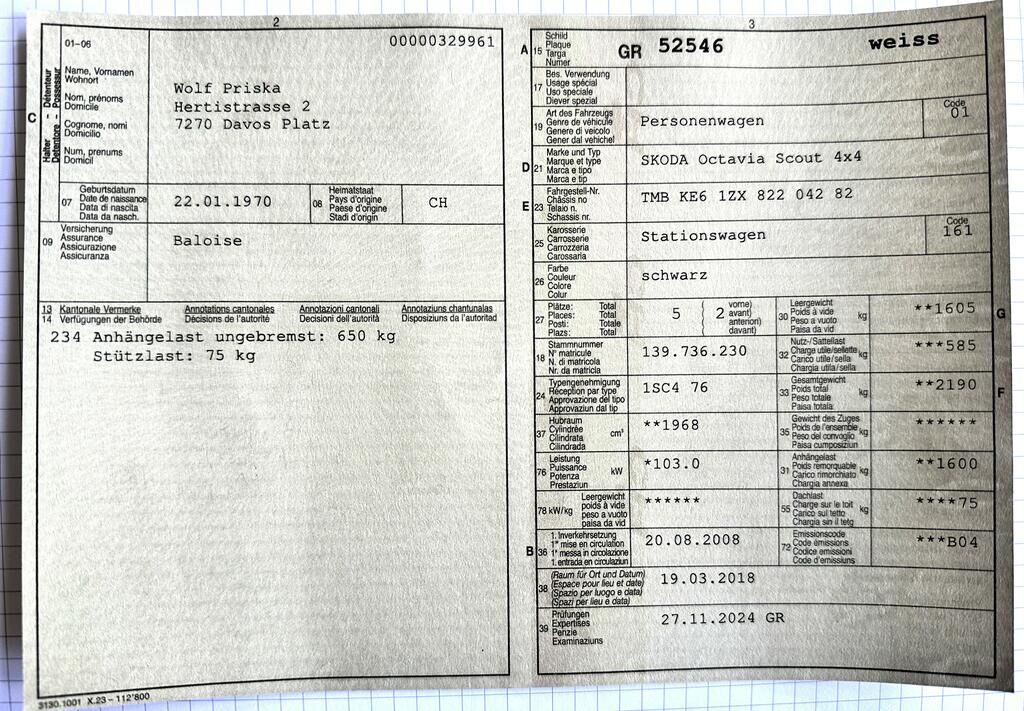 2
01–06
00000329961
C
Halter – Détenteur
Detentore – Possessur
Name, Vornamen
Wohnort
Nom, prénoms
Domicile
Cognome, nomi
Domicilio
Num, prenums
Domicil
Wolf Priska
Hertistrasse 2
7270 Davos Platz
07
Geburtsdatum
Date de naissance
Data di nascita
Data da nasch.
22.01.1970
08
Heimatstaat
Pays d'origine
Paese d'origine
Stadi d'origin
CH
09
Versicherung
Assurance
Assicurazione
Assicuranza
Baloise
13 Kantonale Vermerke Annotations cantonales Annotazioni cantonali Annotaziuns chantunalas
14 Verfügungen der Behörde Décisions de l'autorité Decisioni dell'autorità Disposiziuns da l'autoritad
234 Anhängelast ungebremst: 650 kg
Stützlast: 75 kg
3130.1001 X.23 – 112'800
3
A 15
Schild
Plaque
Targa
Numer
GR 52546 weiss
17
Bes. Verwendung
Usage spécial
Uso speciale
Diever spezial
19
Art des Fahrzeugs
Genre de véhicule
Genere di veicolo
Gener dal vehichel
Personenwagen
Code
01
D 21
Marke und Typ
Marque et type
Marca e tipo
Marca e tip
SKODA Octavia Scout 4x4
E 23
Fahrgestell-Nr.
Châssis no
Telaio n.
Schassis nr.
TMB KE6 1ZX 822 042 82
25
Karosserie
Carrosserie
Carrozzeria
Carossaria
Stationswagen
Code
161
26
Farbe
Couleur
Colore
Colur
schwarz
27
Plätze: Total
Places: Total
Posti: Totale
Plazs: Total
5 ( 2 vorne)
avant)
anteriori)
davant)
30
Leergewicht
Poids à vide
Peso a vuoto
Paisa da vid
kg
**1605
G
18
Stammnummer
N° matricule
N. di matricola
Nr. da matricla
139.736.230
32
Nutz-/Sattellast
Charge utile/sellette
Carico utile/sella
Chargia utila/sella
kg
***585
24
Typengenehmigung
Réception par type
Approvazione del tipo
Approvaziun dal tip
1SC4 76
33
Gesamtgewicht
Poids total
Peso totale
Paisa totala
kg
**2190
F
37
Hubraum
Cylindrée
Cilindrata
Cilindrada
cm³
**1968
35
Gewicht des Zuges
Poids de l'ensemble
Peso del convoglio
Paisa cumposiziun
kg
******
76
Leistung
Puissance
Potenza
Prestaziun
kW
*103.0
31
Anhängelast
Poids remorquable
Carico rimorchiato
Chargia annexa
kg
**1600
78 kW/kg
Leergewicht
poids à vide
peso a vuoto
paisa da vid
******
55
Dachlast
Charge sur le toit
Carico sul tetto
Chargia sin il tetg
kg
****75
B 36
1. Inverkehrsetzung
1re mise en circulation
1a messa in circolazione
1. entrada en circulaziun
20.08.2008
72
Emissionscode
Code émissions
Codice emissioni
Code d'emissiuns
***B04
38
(Raum für Ort und Datum)
(Espace pour lieu et date)
(Spazio per luogo e data)
(Spazi per lieu e data)
19.03.2018
39
Prüfungen
Expertises
Perizie
Examinaziuns
27.11.2024 GR